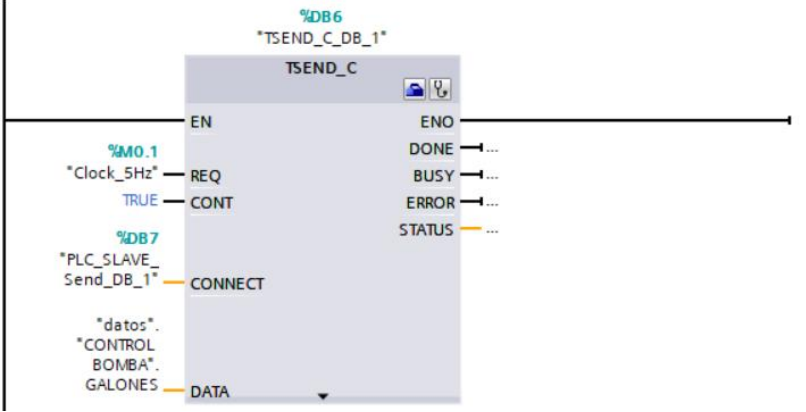 %DB6
"TSEND_C_DB_1"
TSEND_C
EN
ENO
%M0.1
"Clock_5Hz"
REQ
DONE
...
TRUE
CONT
BUSY
...
ERROR
...
STATUS
...
%DB7
"PLC_SLAVE_
Send_DB_1"
CONNECT
"datos".
"CONTROL
BOMBA".
GALONES
DATA